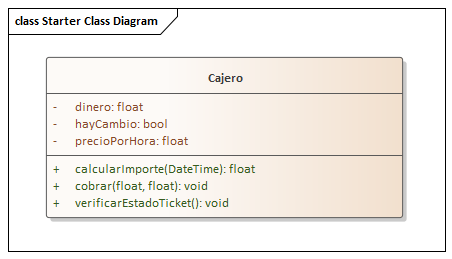 class Starter Class Diagram
Cajero
- dinero: float
- hayCambio: bool
- precioPorHora: float
+ calcularImporte(DateTime): float
+ cobrar(float, float): void
+ verificarEstadoTicket(): void